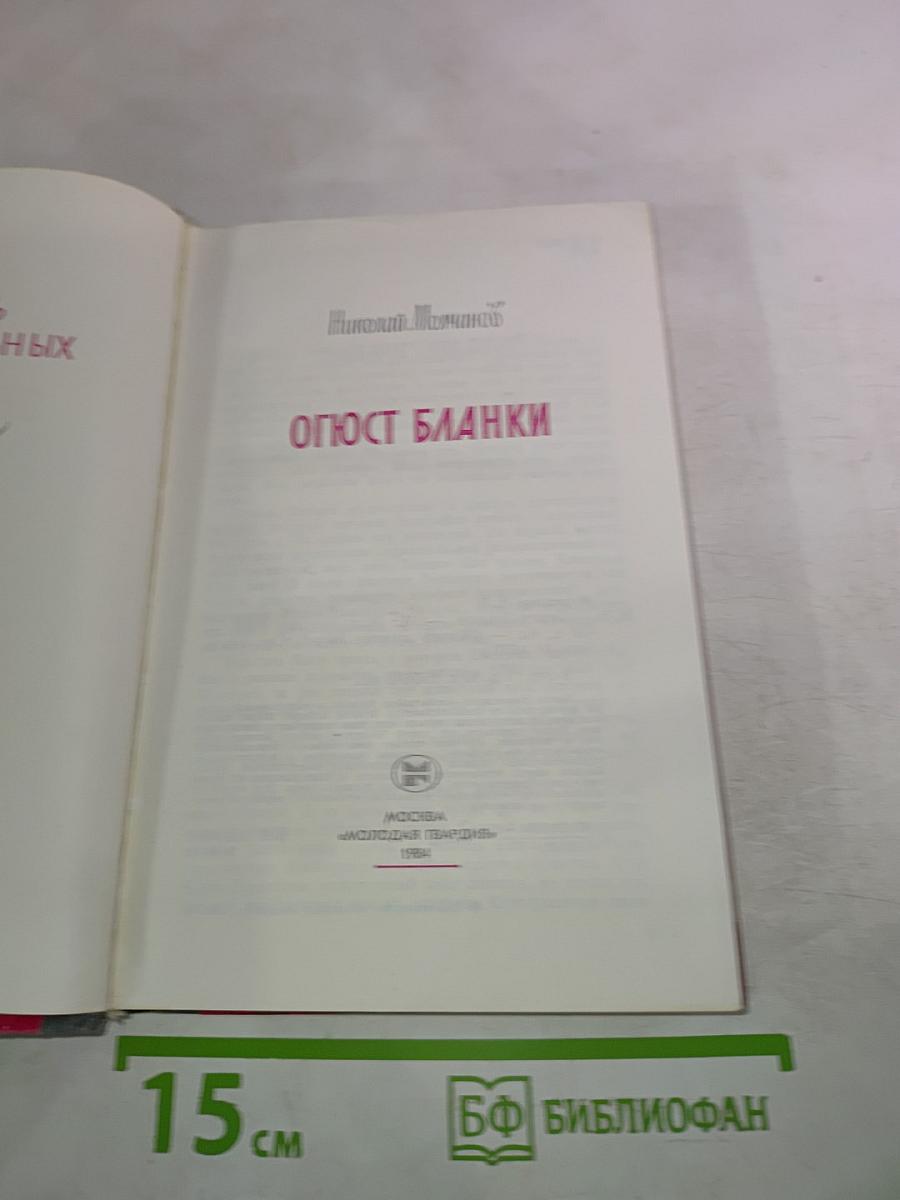 НЫХ
Николай Молчанов
ОГЮСТ БЛАНКИ
МОСКВА
«МОЛОДАЯ ГВАРДИЯ»
1984
15 см
БФ БИБЛИОФАН